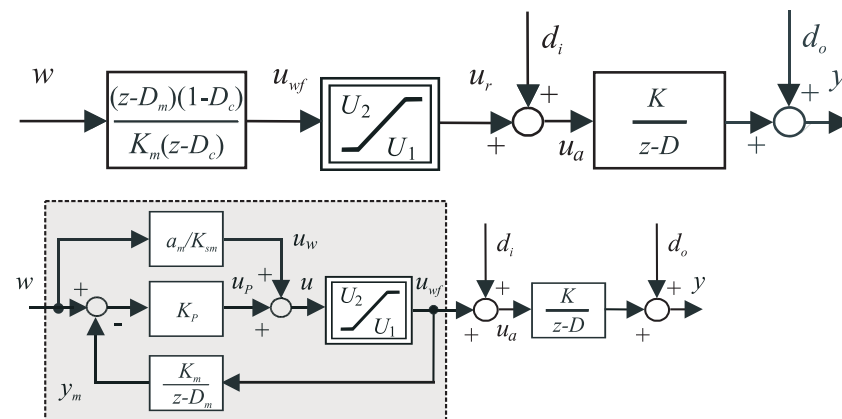 w
(z-D_m)(1-D_c)
K_m(z-D_c)
u_wf
U_2
U_1
u_r
+
d_i
+
u_a
K
z-D
+
d_o
+
y
w
a_m/K_sm
u_w
+
-
u_P
K_P
+
+
u
U_2
U_1
u_wf
y_m
K_m
z-D_m
+
d_i
+
u_a
K
z-D
+
d_o
+
y